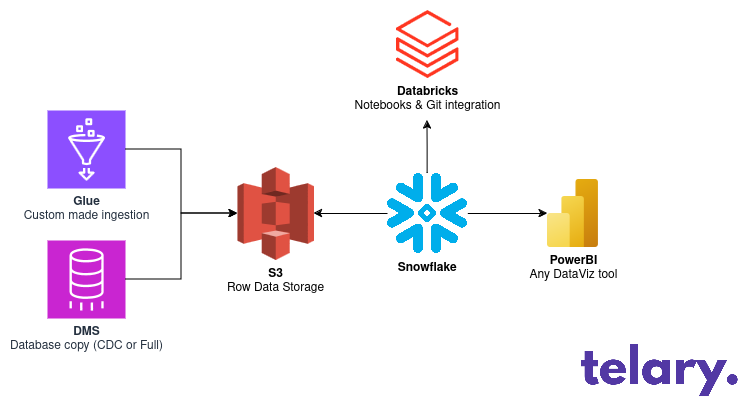 Databricks
Notebooks & Git integration
Glue
Custom made ingestion
S3
Row Data Storage
Snowflake
PowerBI
Any DataViz tool
DMS
Database copy (CDC or Full)
telary.